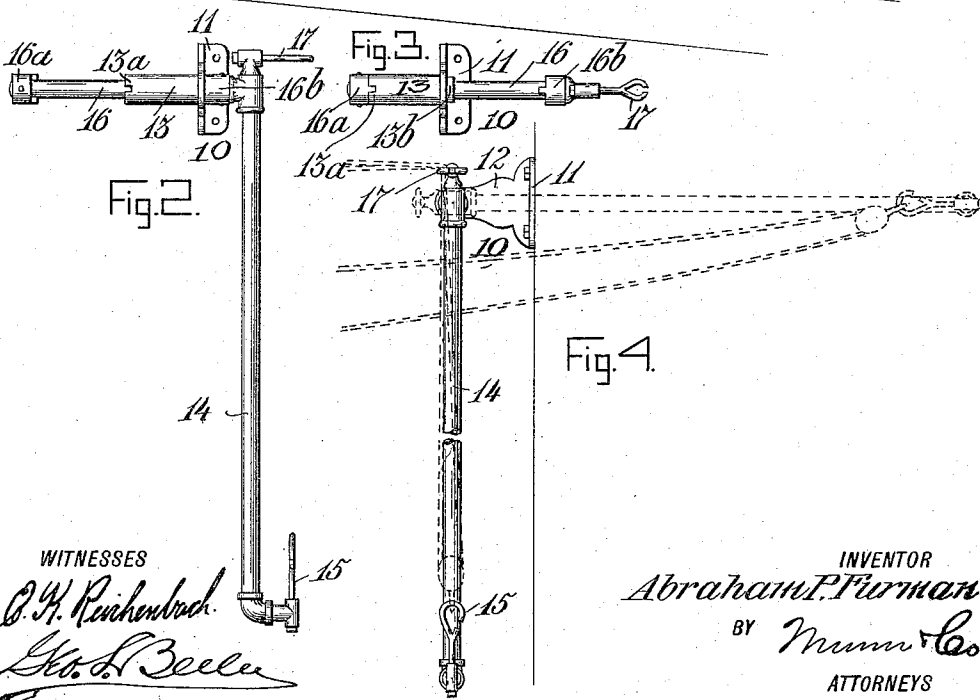 11
17
Fig.3.
16a
13a
16b
11
16
16b
13
16
13
16a
13b
10
17
10
13a
17
12
11
Fig.2.
10
Fig.4.
14
14
15
15
WITNESSES
Geo. L Beeler
INVENTOR
Abraham P. Furman
BY Munn & Co
ATTORNEYS